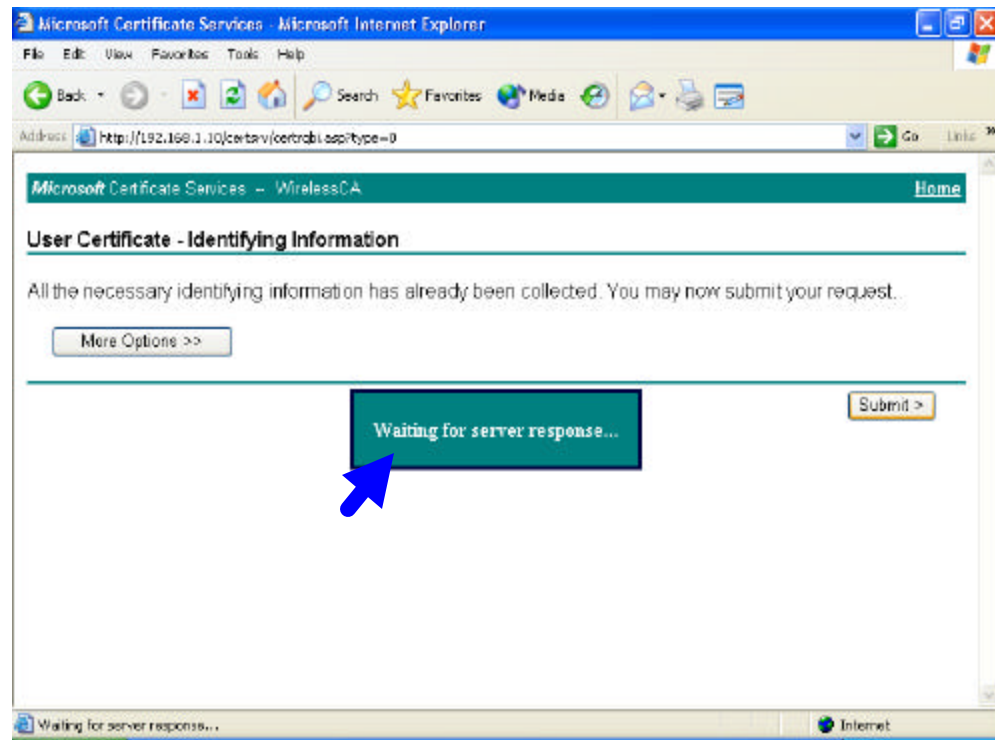 Microsoft Certificate Services - Microsoft Internet Explorer
File Edit View Favorites Tools Help
Back Search Favorites Media
Address http://192.168.1.10/certsrv/certrqbi.asp?type=0 Go Links »
Microsoft Certificate Services -- WirelessCA Home
User Certificate - Identifying Information
All the necessary identifying information has already been collected. You may now submit your request.
More Options >>
Submit >
Waiting for server response...
Waiting for server response... Internet